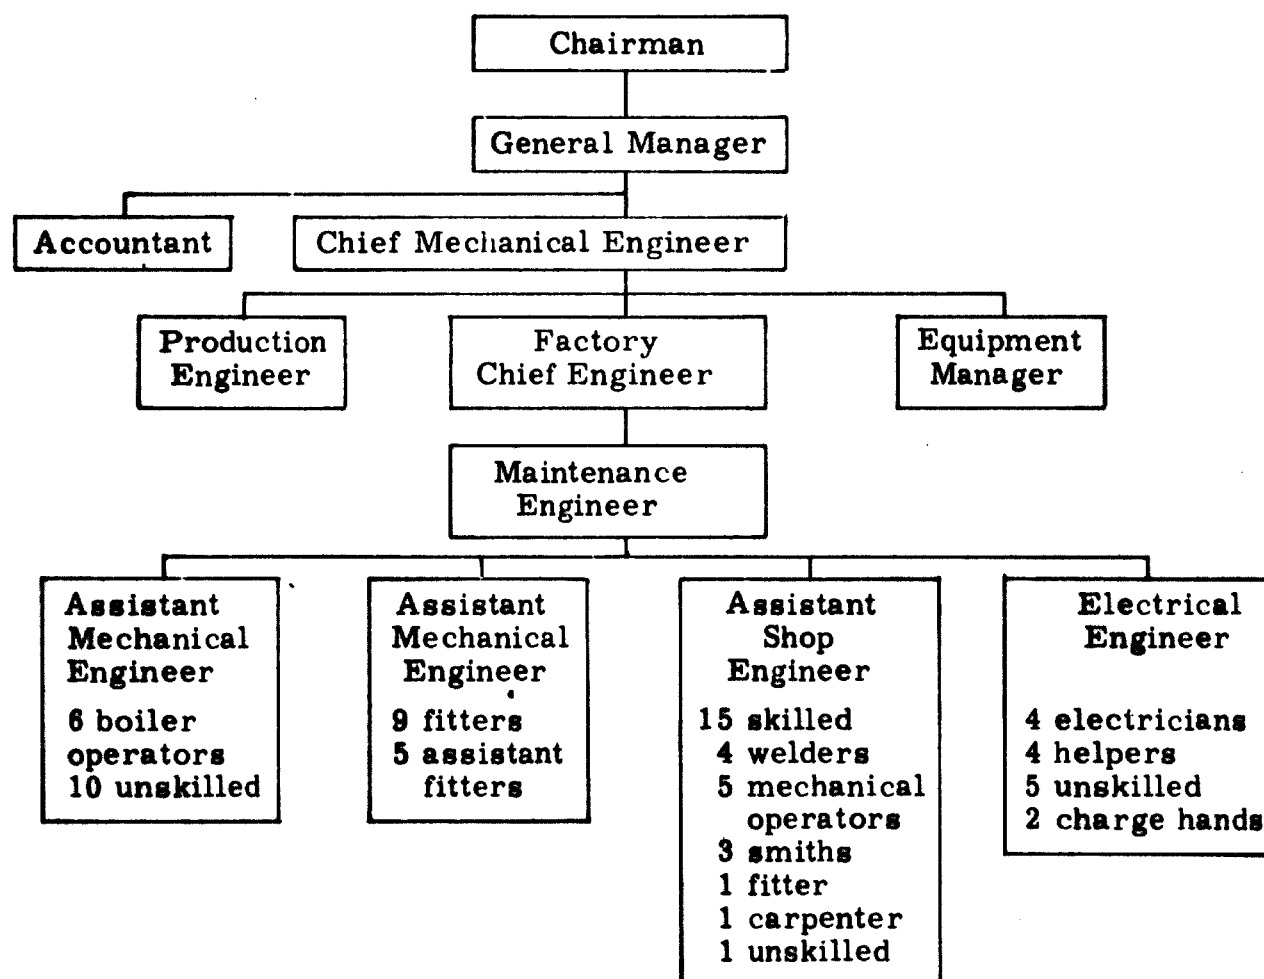 Chairman
General Manager
Accountant
Chief Mechanical Engineer
Production
Engineer
Factory
Chief Engineer
Equipment
Manager
Maintenance
Engineer
Assistant
Mechanical
Engineer
6 boiler
operators
10 unskilled
Assistant
Mechanical
Engineer
9 fitters
5 assistant
fitters
Assistant
Shop
Engineer
15 skilled
4 welders
5 mechanical
operators
3 smiths
1 fitter
1 carpenter
1 unskilled
Electrical
Engineer
4 electricians
4 helpers
5 unskilled
2 charge hands